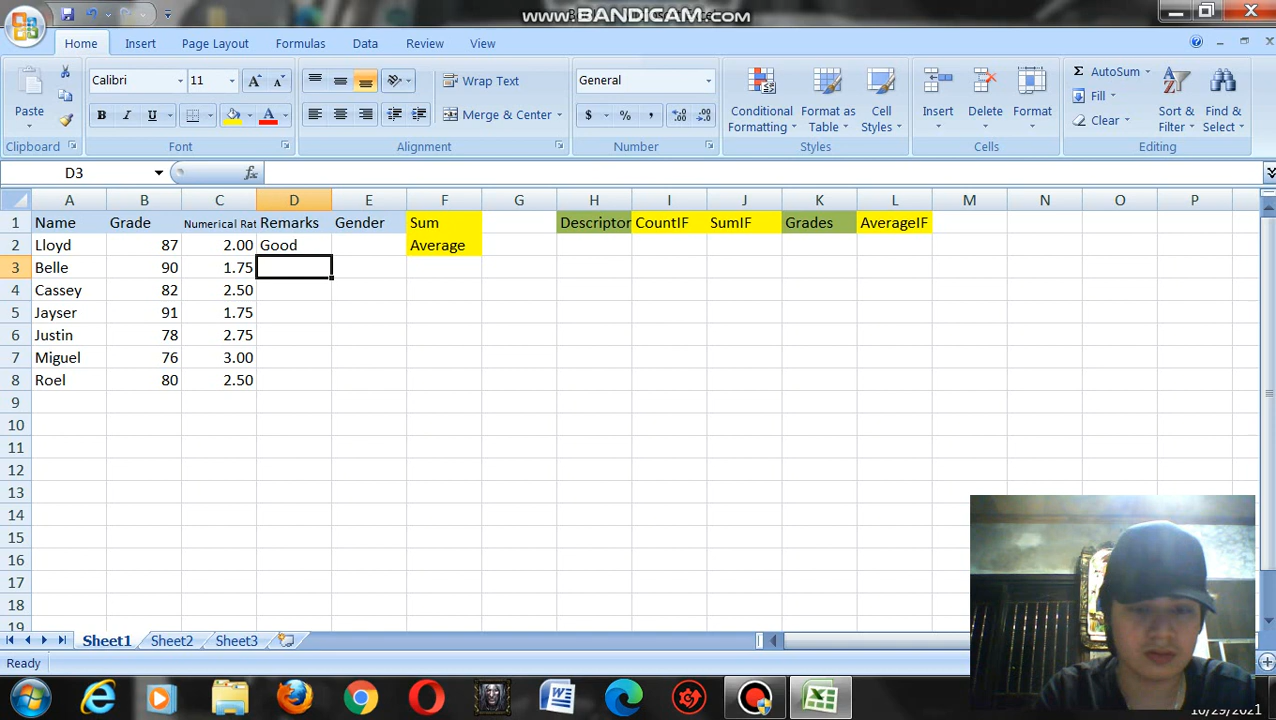 www.BANDICAM.com
Home Insert Page Layout Formulas Data Review View
Calibri 11 Wrap Text General AutoSum
Paste Merge & Center $ % , Conditional Formatting Format as Table Cell Styles Insert Delete Format Fill Sort & Filter Find & Select
Clear
Clipboard Font Alignment Number Styles Cells Editing
D3 fx
A B C D E F G H I J K L M N O P
1 Name Grade Numerical Rat Remarks Gender Sum Descriptor CountIF SumIF Grades AverageIF
2 Lloyd 87 2.00 Good Average
3 Belle 90 1.75
4 Cassey 82 2.50
5 Jayser 91 1.75
6 Justin 78 2.75
7 Miguel 76 3.00
8 Roel 80 2.50
9
10
11
12
13
14
15
16
17
18
19
Sheet1 Sheet2 Sheet3
Ready
10/29/2021